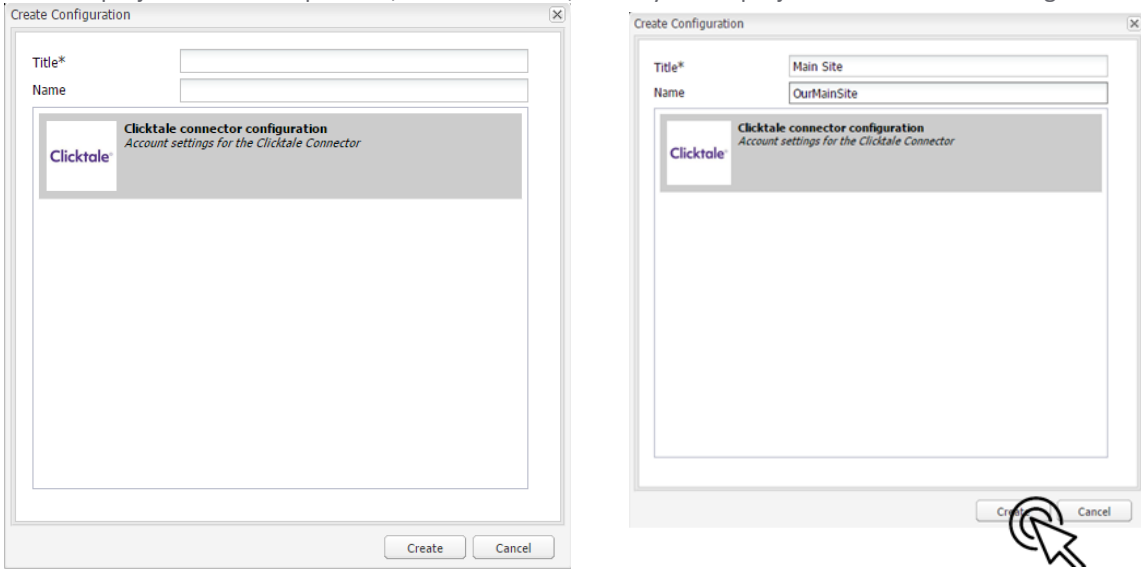 Create Configuration
Title*
Name
Clicktale connector configuration
Account settings for the Clicktale Connector
Clicktale
Create
Cancel
Create Configuration
Title*
Main Site
Name
OurMainSite
Clicktale connector configuration
Account settings for the Clicktale Connector
Clicktale
Create
Cancel